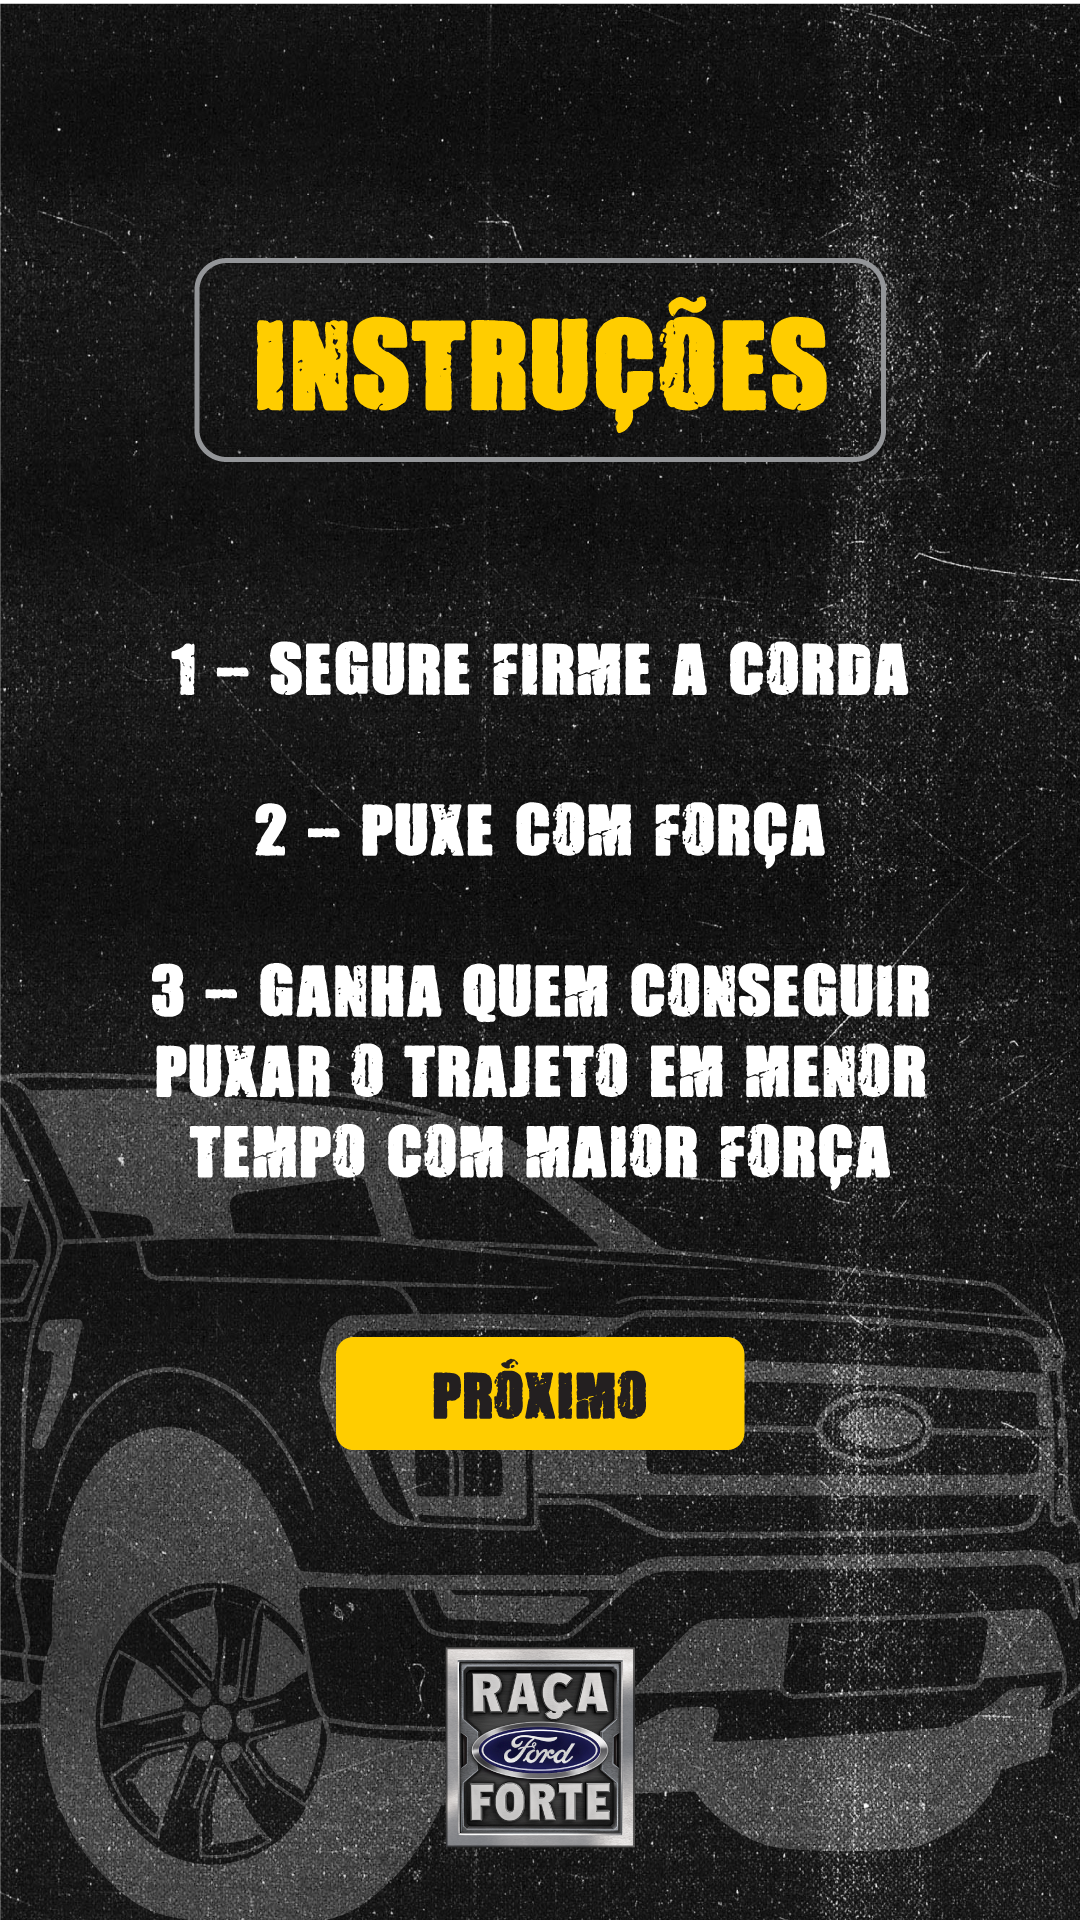 INSTRUÇÕES
1 – SEGURE FIRME A CORDA
2 – PUXE COM FORÇA
3 – GANHA QUEM CONSEGUIR
PUXAR O TRAJETO EM MENOR
TEMPO COM MAIOR FORÇA
PRÓXIMO
RAÇA
Ford
FORTE